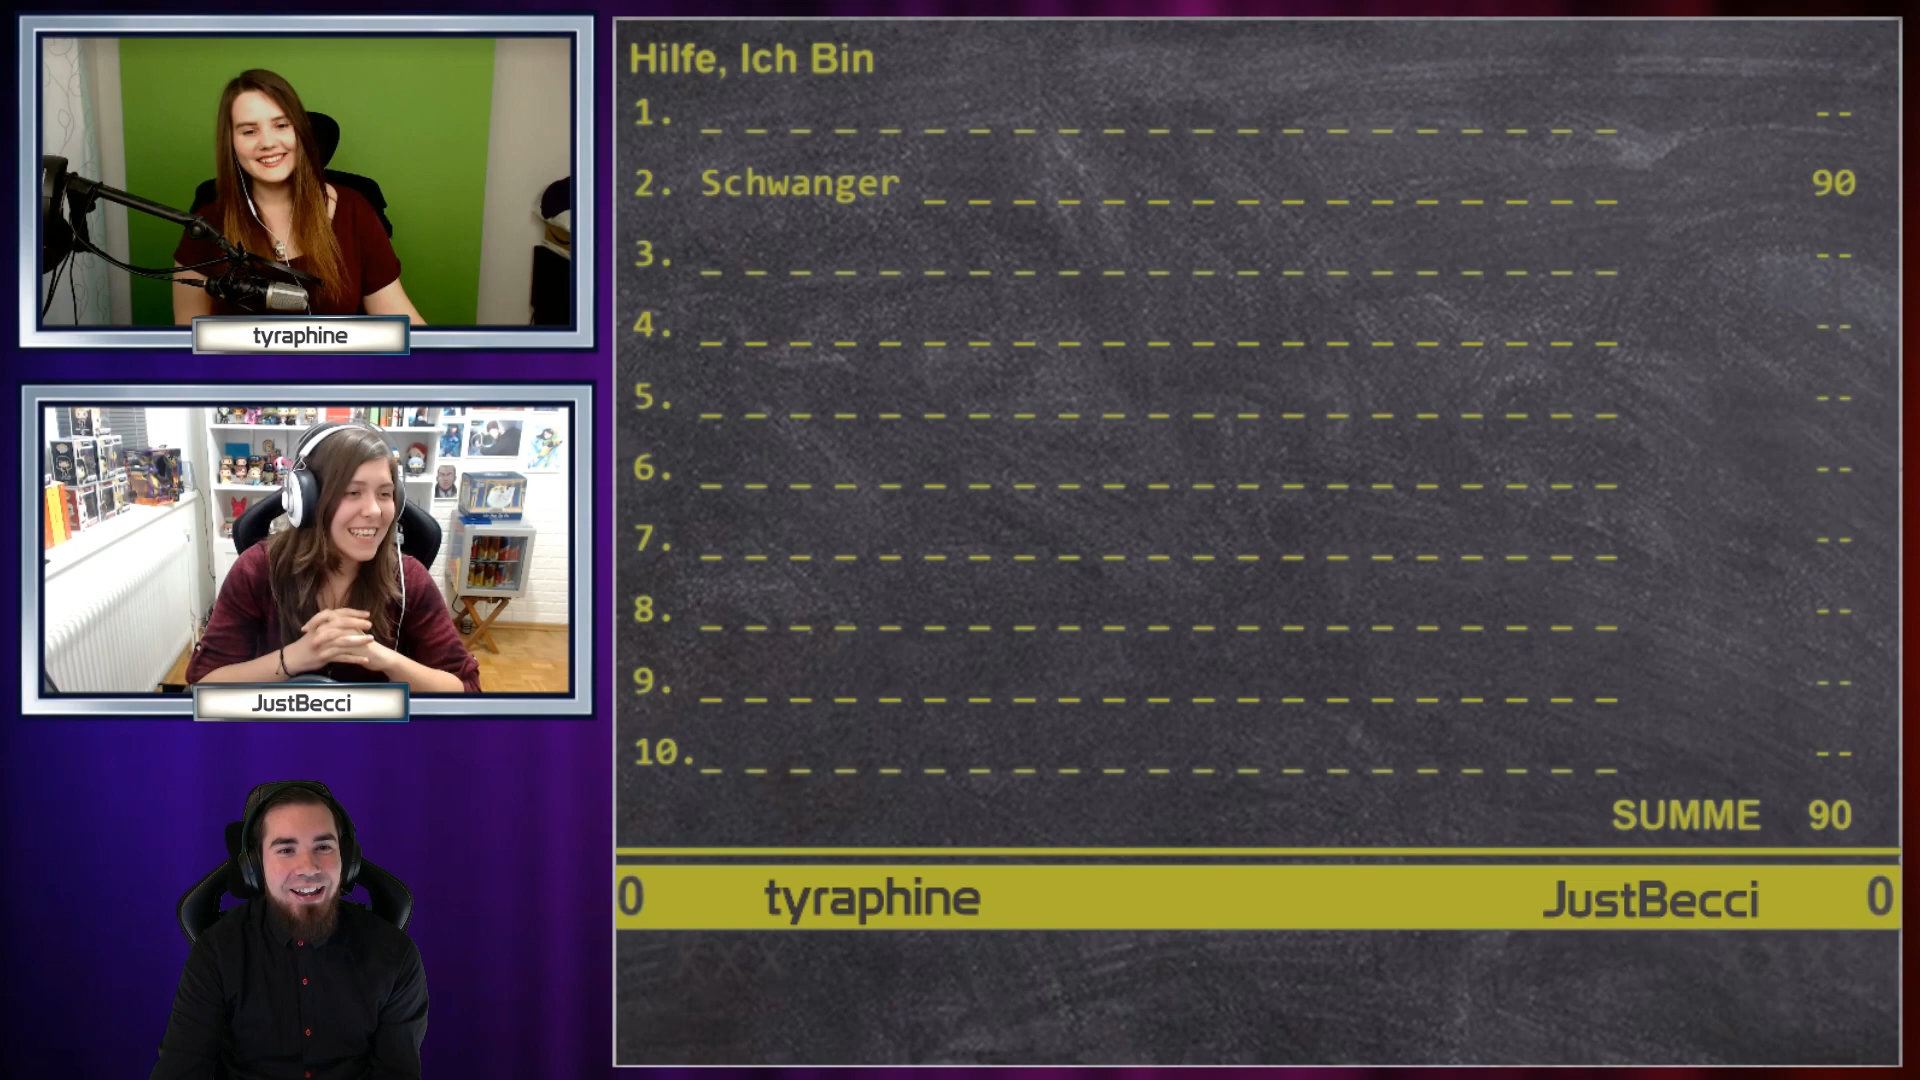 tyraphine
JustBecci
Hilfe, Ich Bin
1. _ _ _ _ _ _ _ _ _ _ _ _ _ _ _ _ _ _ _ _ _ --
2. Schwanger _ _ _ _ _ _ _ _ _ _ _ _ _ _ _ _ 90
3. _ _ _ _ _ _ _ _ _ _ _ _ _ _ _ _ _ _ _ _ _ --
4. _ _ _ _ _ _ _ _ _ _ _ _ _ _ _ _ _ _ _ _ _ --
5. _ _ _ _ _ _ _ _ _ _ _ _ _ _ _ _ _ _ _ _ _ --
6. _ _ _ _ _ _ _ _ _ _ _ _ _ _ _ _ _ _ _ _ _ --
7. _ _ _ _ _ _ _ _ _ _ _ _ _ _ _ _ _ _ _ _ _ --
8. _ _ _ _ _ _ _ _ _ _ _ _ _ _ _ _ _ _ _ _ _ --
9. _ _ _ _ _ _ _ _ _ _ _ _ _ _ _ _ _ _ _ _ _ --
10. _ _ _ _ _ _ _ _ _ _ _ _ _ _ _ _ _ _ _ _ _ --
SUMME 90
0 tyraphine JustBecci 0